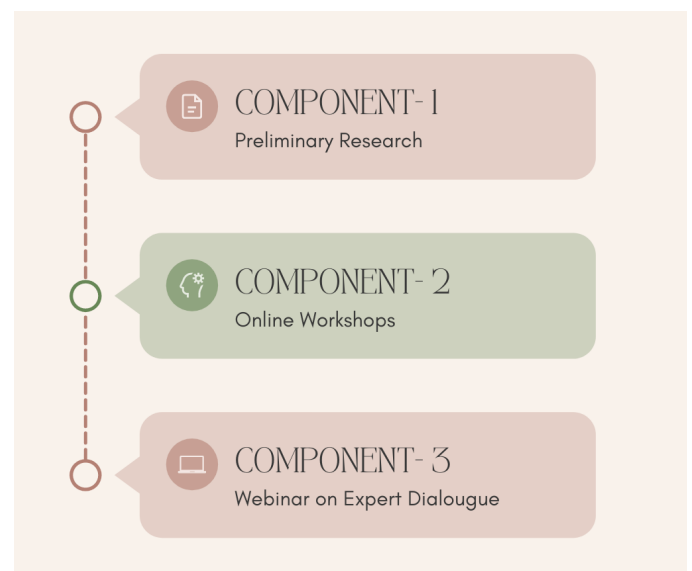 COMPONENT- 1
Preliminary Research
COMPONENT- 2
Online Workshops
COMPONENT- 3
Webinar on Expert Dialougue